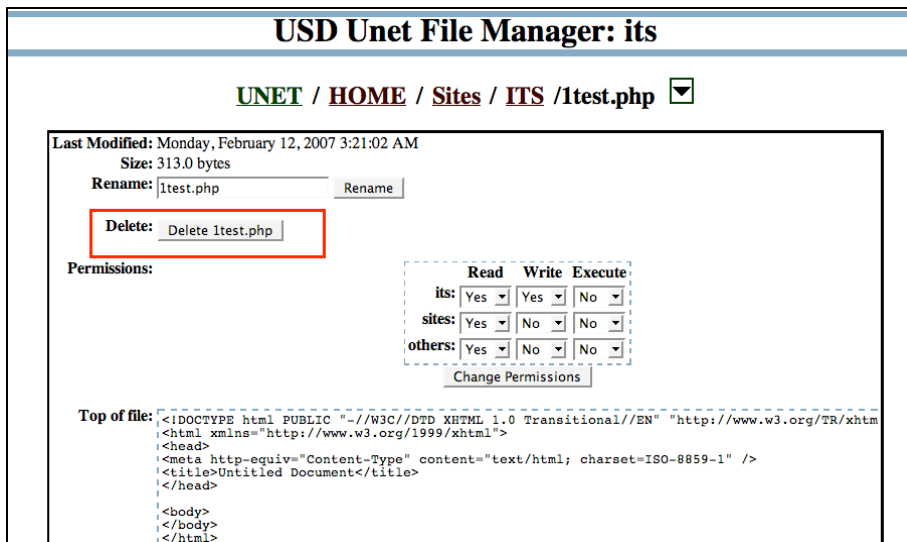 USD Unet File Manager: its
UNET / HOME / Sites / ITS /1test.php
Last Modified: Monday, February 12, 2007 3:21:02 AM
Size: 313.0 bytes
Rename: 1test.php Rename
Delete: Delete 1test.php
Permissions:
Read Write Execute
its: Yes Yes No
sites: Yes No No
others: Yes No No
Change Permissions
Top of file: <!DOCTYPE html PUBLIC "-//W3C//DTD XHTML 1.0 Transitional//EN" "http://www.w3.org/TR/xhtm
<html xmlns="http://www.w3.org/1999/xhtml">
<head>
<meta http-equiv="Content-Type" content="text/html; charset=ISO-8859-1" />
<title>Untitled Document</title>
</head>
<body>
</body>
</html>